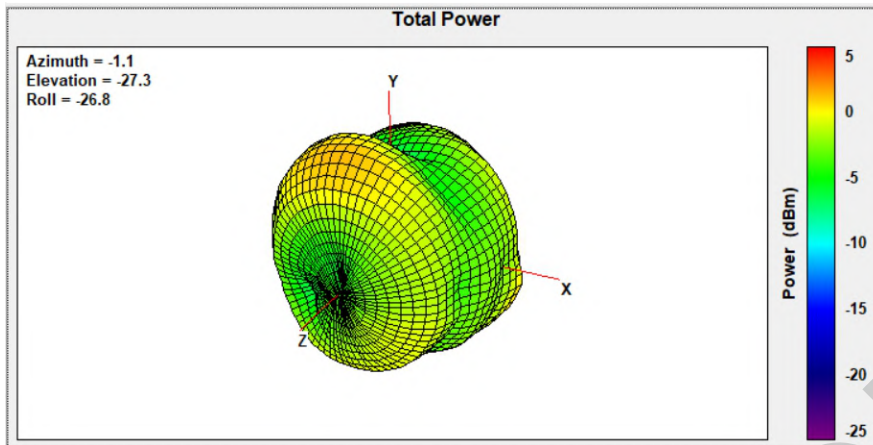 Total Power
Azimuth = -1.1
Elevation = -27.3
Roll = -26.8
Y
X
Z
Power (dBm)
5
0
-5
-10
-15
-20
-25